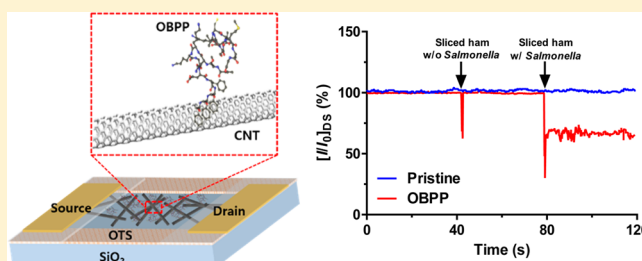 OBPP
CNT
Source
Drain
OTS
SiO2
Sliced ham
w/o Salmonella
Sliced ham
w/ Salmonella
[I/I0]DS (%)
150
100
50
0
Pristine
OBPP
0
40
80
120
Time (s)